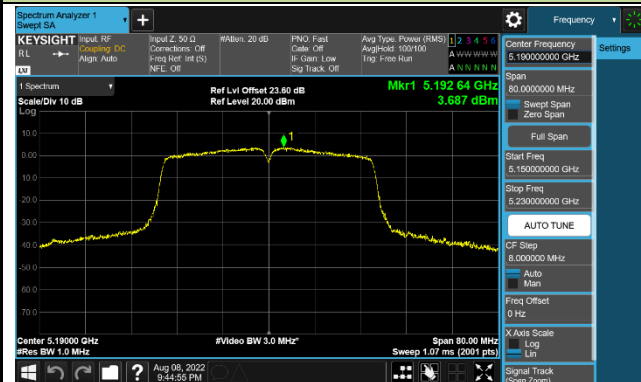 Spectrum Analyzer 1
Swept SA
Frequency
KEYSIGHT
RL
Input: RF
Coupling: DC
Align: Auto
Input Z: 50 Ω
Corrections: Off
Freq Ref: Int (S)
NFE: Off
#Atten: 20 dB
PNO: Fast
Gate: Off
IF Gain: Low
Sig Track: Off
Avg Type: Power (RMS)
Avg|Hold: 100/100
Trig: Free Run
1 2 3 4 5 6
A W W W W W
A N N N N N
LXI
1 Spectrum
Scale/Div 10 dB
Log
Ref Lvl Offset 23.60 dB
Ref Level 20.00 dBm
Mkr1 5.192 64 GHz
3.687 dBm
1
10.0
0.00
-10.0
-20.0
-30.0
-40.0
-50.0
-60.0
-70.0
Center 5.19000 GHz
#Res BW 1.0 MHz
#Video BW 3.0 MHz*
Span 80.00 MHz
Sweep 1.07 ms (2001 pts)
Center Frequency
5.190000000 GHz
Settings
Span
80.0000000 MHz
Swept Span
Zero Span
Full Span
Start Freq
5.150000000 GHz
Stop Freq
5.230000000 GHz
AUTO TUNE
CF Step
8.000000 MHz
Auto
Man
Freq Offset
0 Hz
X Axis Scale
Log
Lin
Signal Track
(Span Zoom)
?
Aug 08, 2022
9:44:55 PM